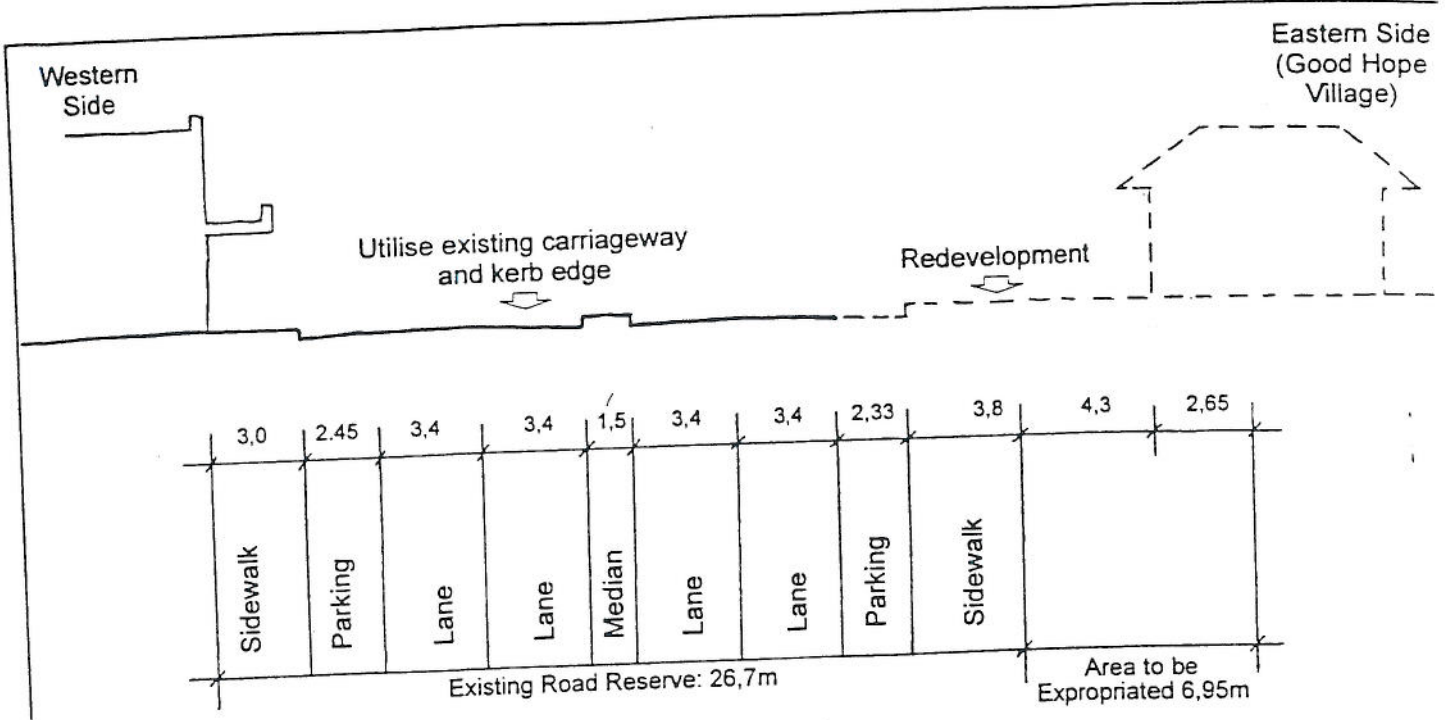 Western
Side
Eastern Side
(Good Hope
Village)
Utilise existing carriageway
and kerb edge
Redevelopment
3,0 2.45 3,4 3,4 1,5 3,4 3,4 2,33 3,8 4,3 2,65
Sidewalk Parking Lane Lane Median Lane Lane Parking Sidewalk
Existing Road Reserve: 26,7m
Area to be
Expropriated 6,95m